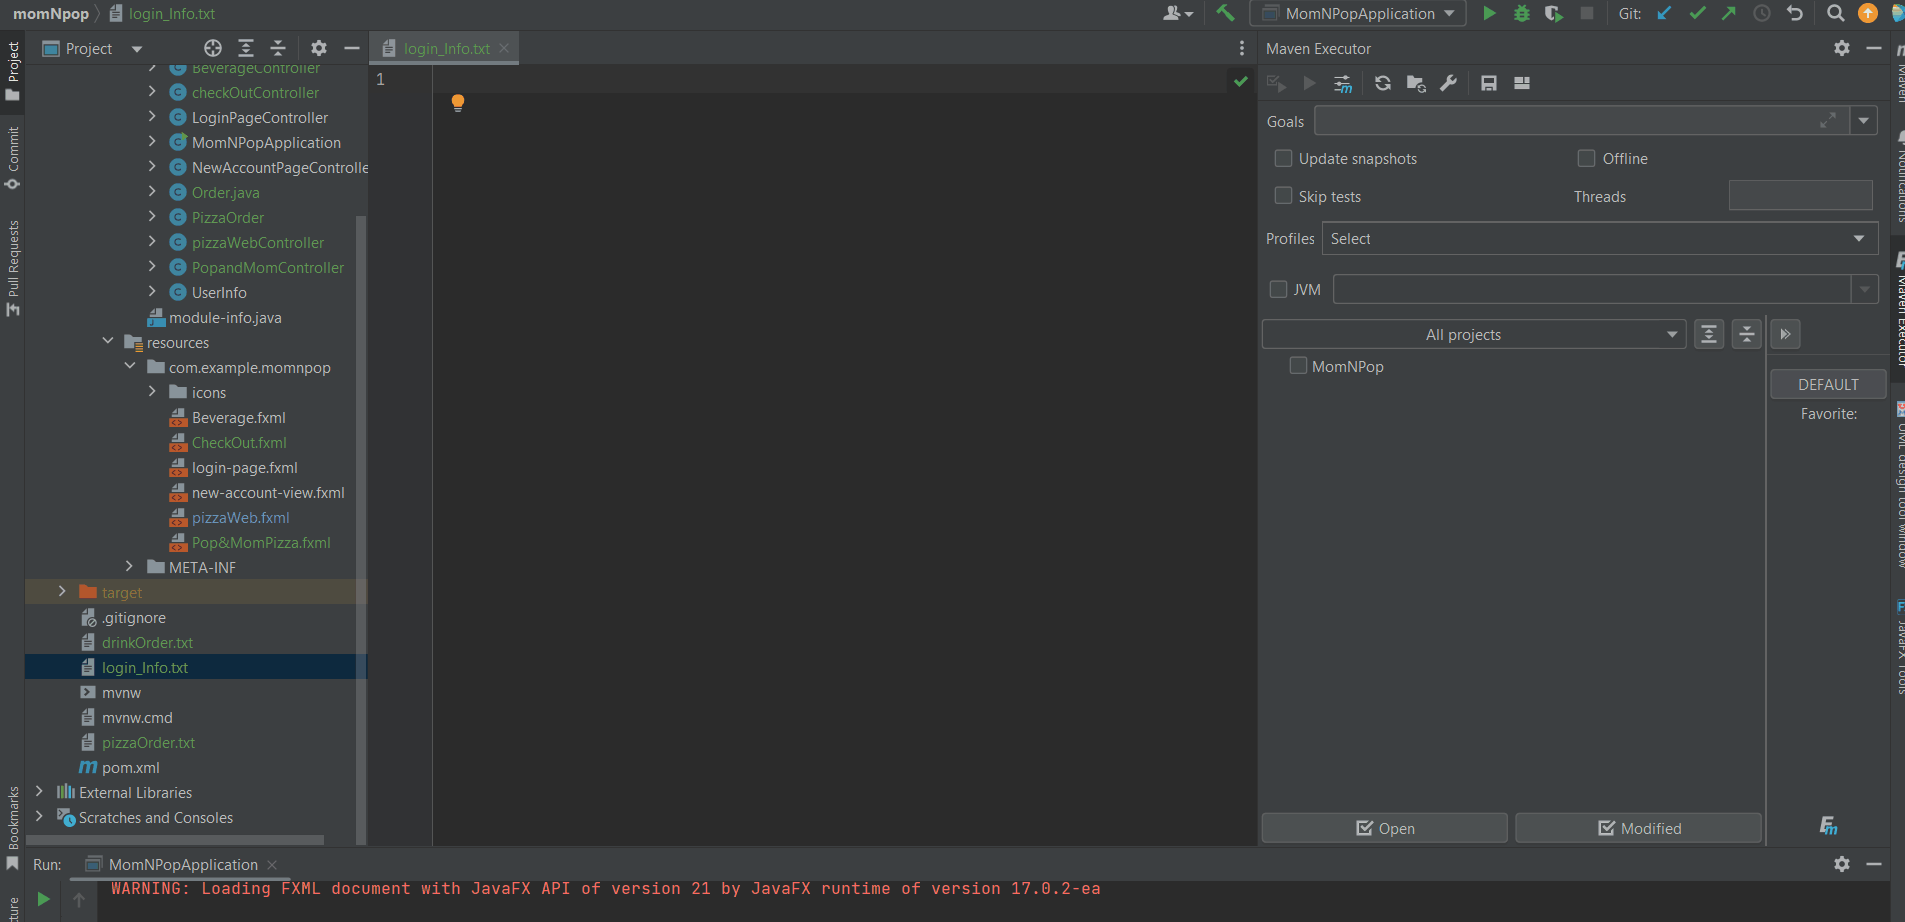 momNpop login_Info.txt MomNPopApplication Git:
Project login_Info.txt Maven Executor
Project
Commit
Pull Requests
Bookmarks
BeverageController
checkOutController
LoginPageController
MomNPopApplication
NewAccountPageControlle
Order.java
PizzaOrder
pizzaWebController
PopandMomController
UserInfo
module-info.java
resources
com.example.momnpop
icons
Beverage.fxml
CheckOut.fxml
login-page.fxml
new-account-view.fxml
pizzaWeb.fxml
Pop&MomPizza.fxml
META-INF
target
.gitignore
drinkOrder.txt
login_Info.txt
mvnw
mvnw.cmd
pizzaOrder.txt
pom.xml
External Libraries
Scratches and Consoles
1
Goals
Update snapshots Offline
Skip tests Threads
Profiles Select
JVM
All projects
MomNPop
DEFAULT
Favorite:
Open Modified
Maven
Notifications
Maven Executor
UML design tool window
JavaFX Tools
Run: MomNPopApplication
WARNING: Loading FXML document with JavaFX API of version 21 by JavaFX runtime of version 17.0.2-ea